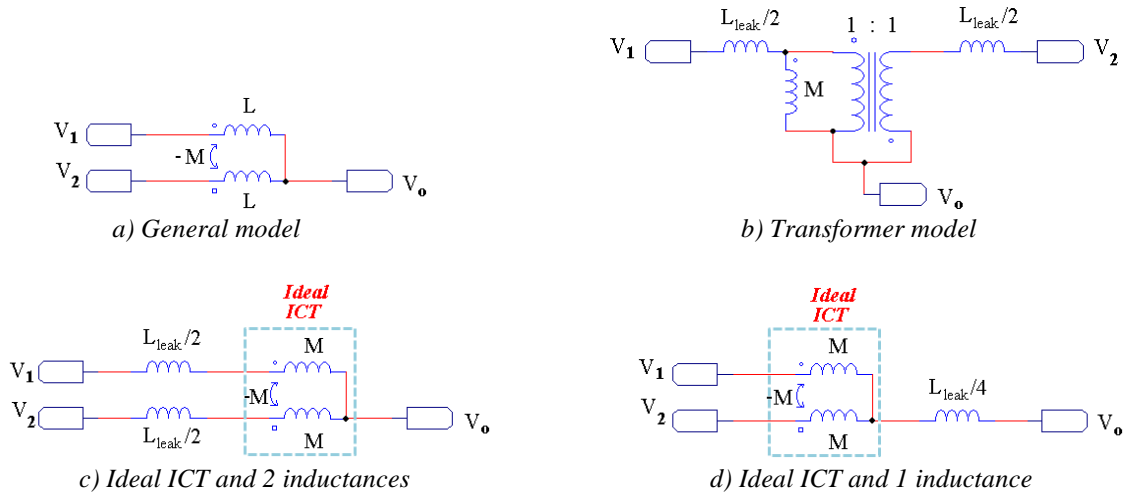 V1
V2
L
-M
L
Vo
a) General model
V1
Lleak/2
1 : 1
M
Lleak/2
V2
Vo
b) Transformer model
Ideal
ICT
V1
V2
Lleak/2
Lleak/2
M
-M
M
Vo
c) Ideal ICT and 2 inductances
Ideal
ICT
V1
V2
M
-M
M
Lleak/4
Vo
d) Ideal ICT and 1 inductance